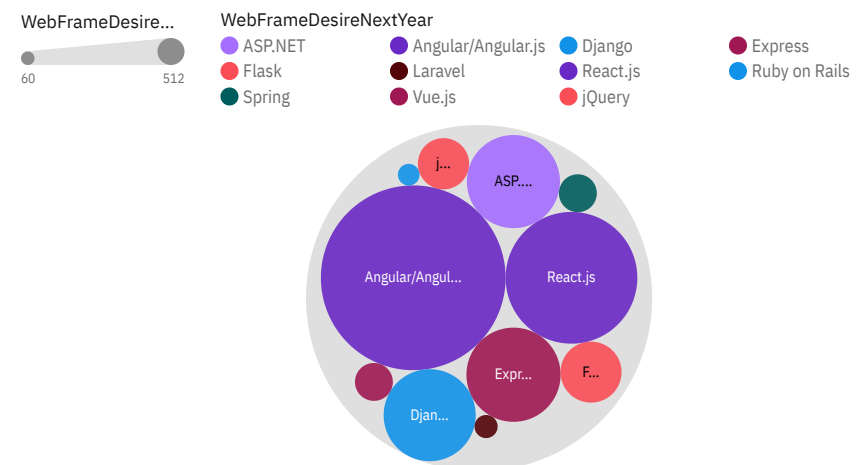 WebFrameDesire...
60 512
WebFrameDesireNextYear
ASP.NET Angular/Angular.js Django Express
Flask Laravel React.js Ruby on Rails
Spring Vue.js jQuery
j...
ASP....
Angular/Angul...
React.js
Expr...
F...
Djan...